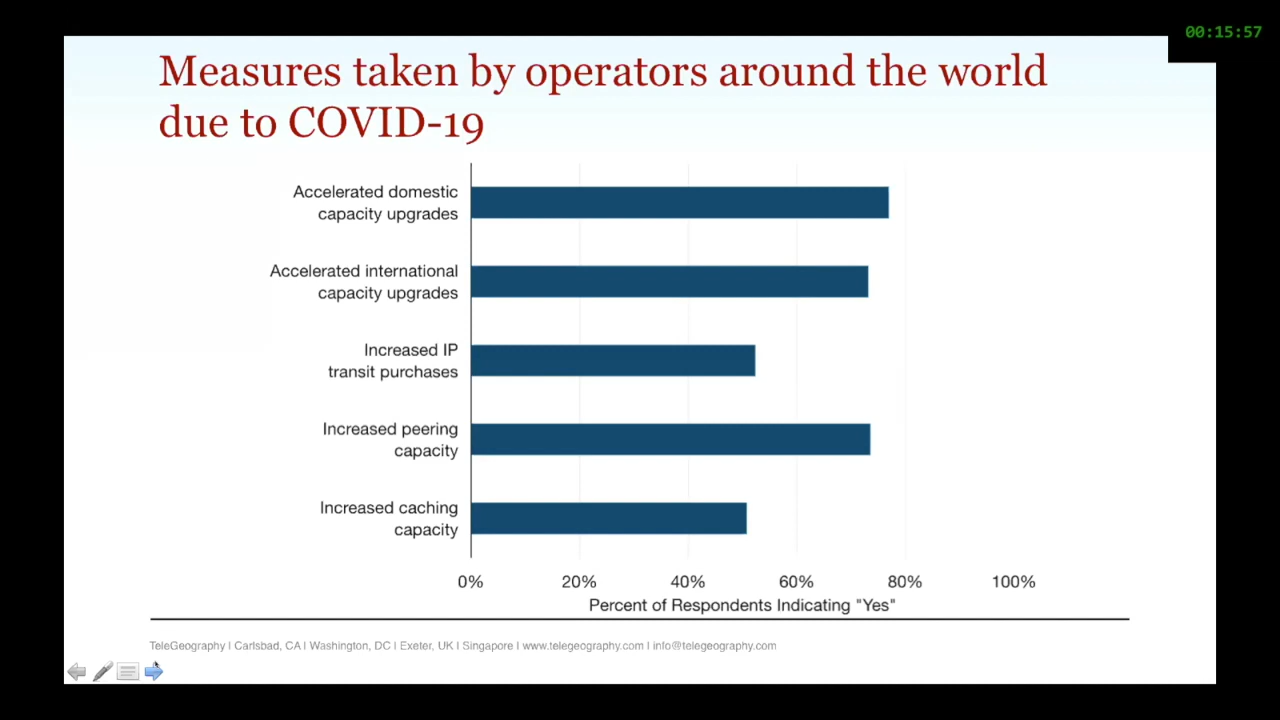 00:15:57
Measures taken by operators around the world
due to COVID-19
Accelerated domestic
capacity upgrades
Accelerated international
capacity upgrades
Increased IP
transit purchases
Increased peering
capacity
Increased caching
capacity
0% 20% 40% 60% 80% 100%
Percent of Respondents Indicating "Yes"
TeleGeography I Carlsbad, CA I Washington, DC I Exeter, UK I Singapore I www.telegeography.com I info@telegeography.com